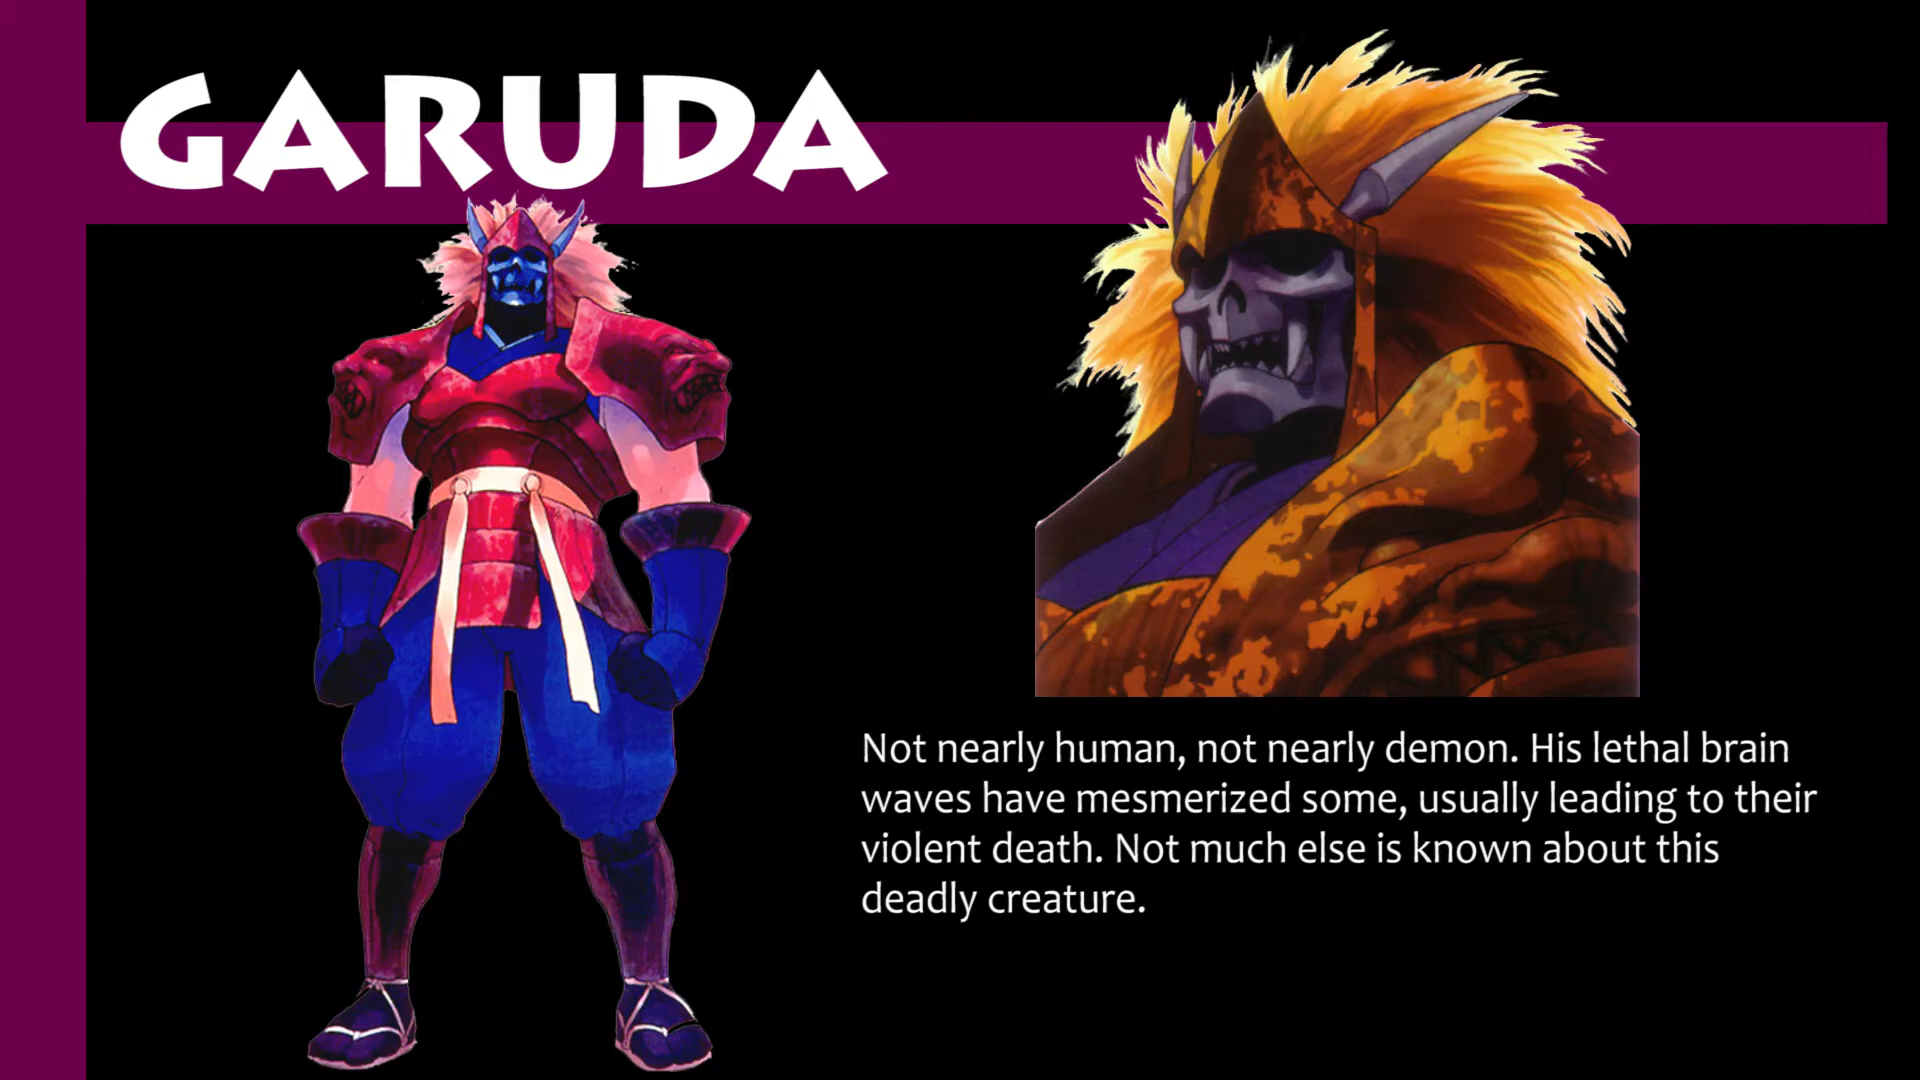 GARUDA
Not nearly human, not nearly demon. His lethal brain
waves have mesmerized some, usually leading to their
violent death. Not much else is known about this
deadly creature.